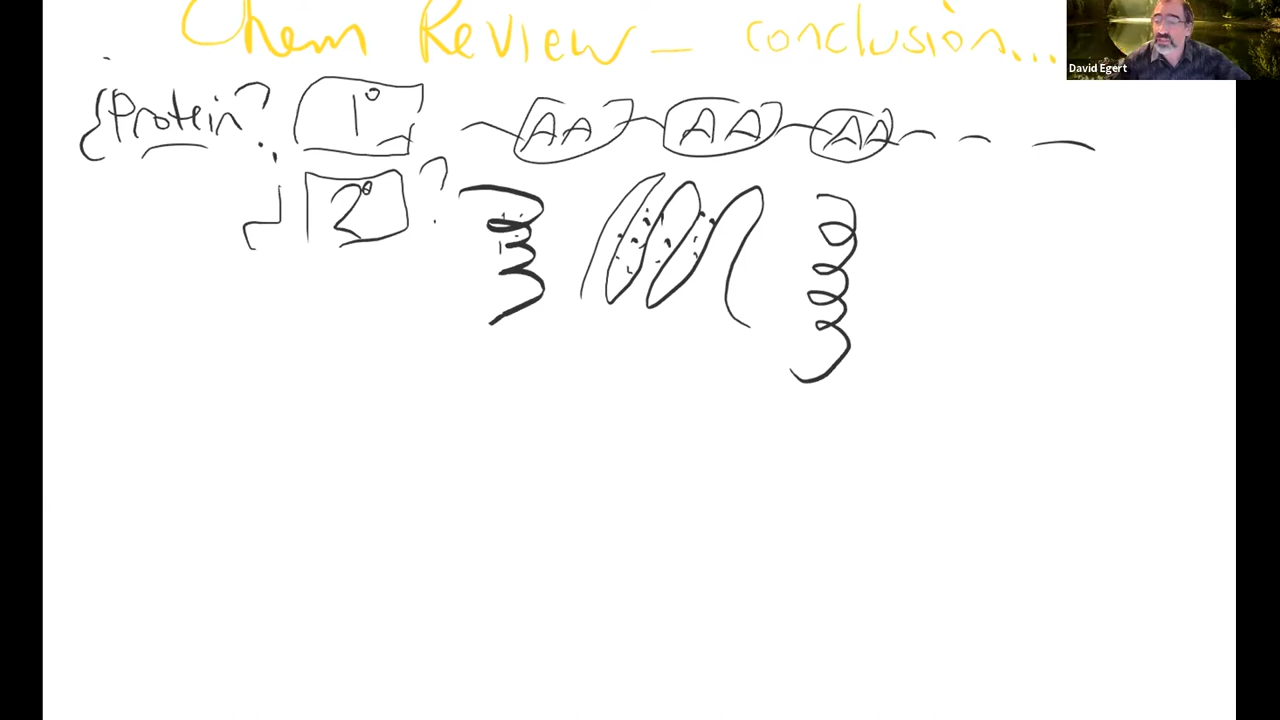 Chem Review - conclusion...
David Egert
{Protein? 1° AA AA AA
2° ?